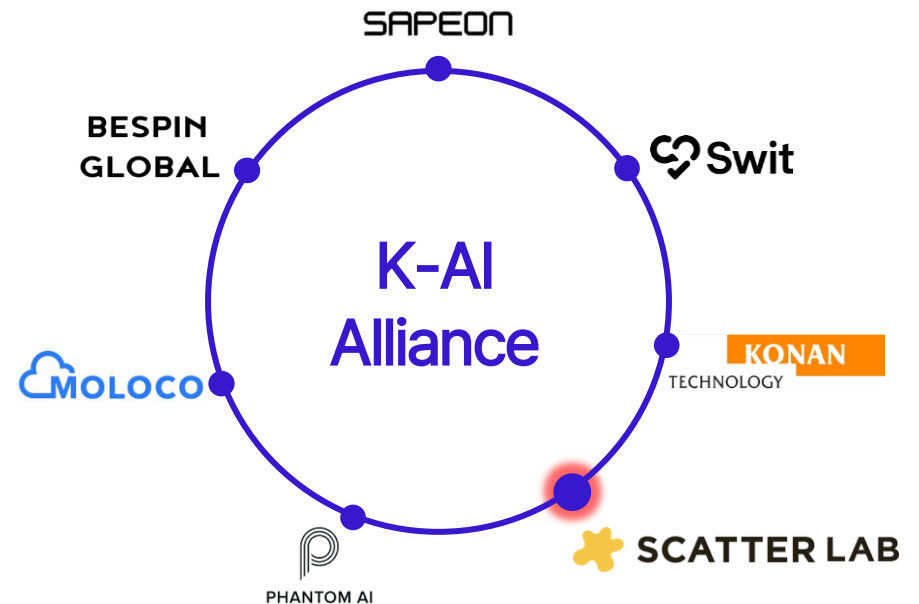 SAPEON
BESPIN
GLOBAL
Swit
K-AI
Alliance
KONAN
TECHNOLOGY
MOLOCO
SCATTER LAB
PHANTOM AI